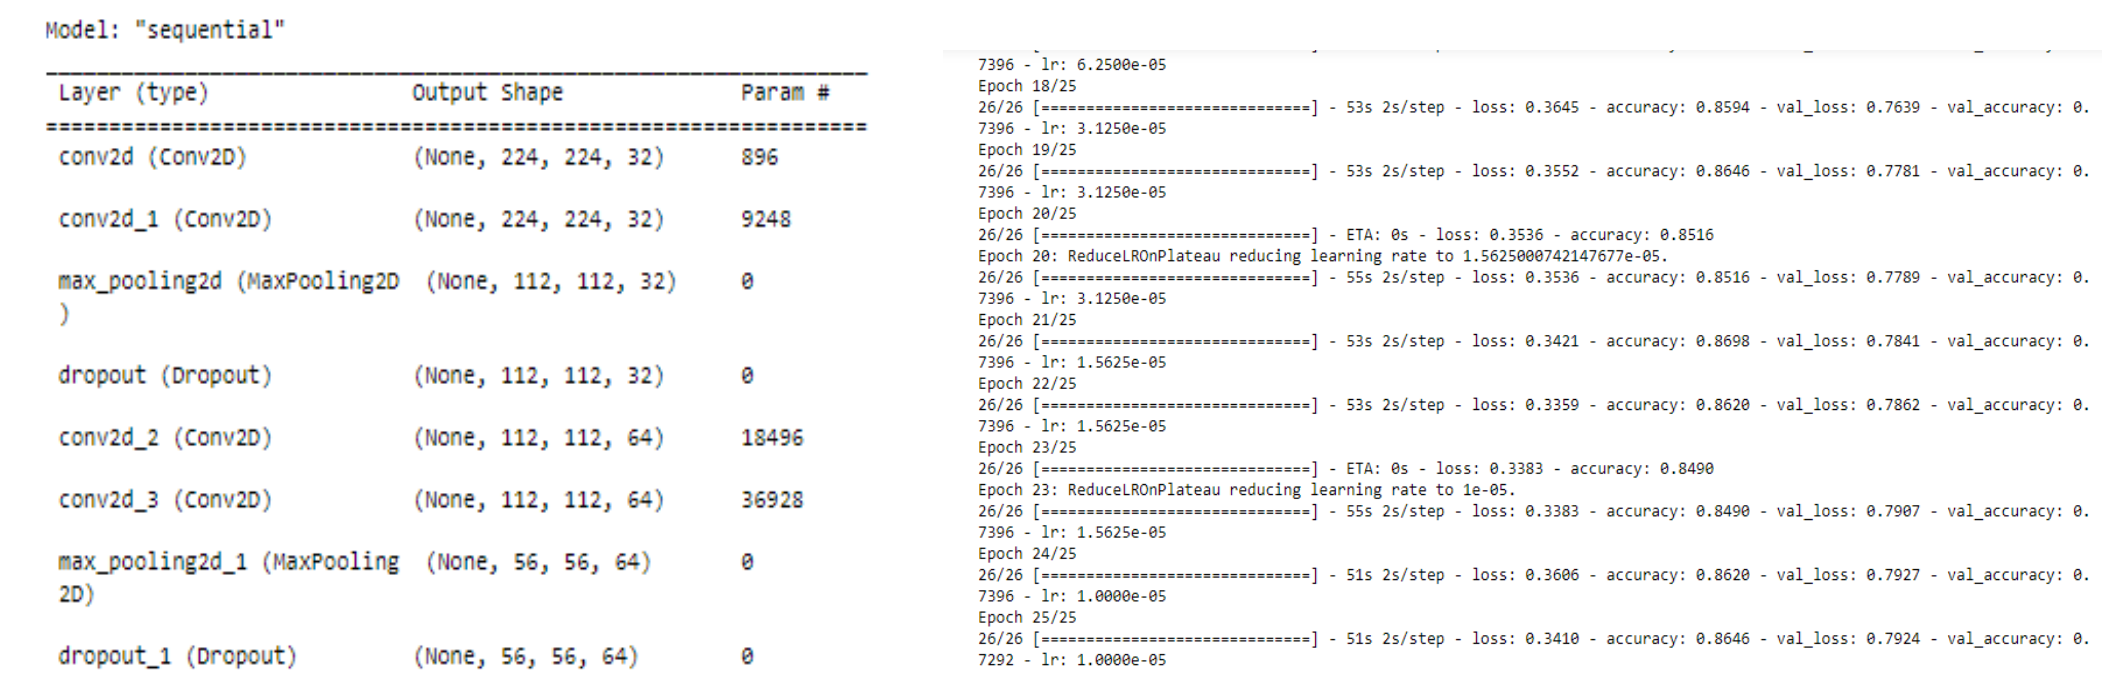 Model: "sequential"
Layer (type) Output Shape Param #
=================================================================
conv2d (Conv2D) (None, 224, 224, 32) 896
conv2d_1 (Conv2D) (None, 224, 224, 32) 9248
max_pooling2d (MaxPooling2D (None, 112, 112, 32) 0
)
dropout (Dropout) (None, 112, 112, 32) 0
conv2d_2 (Conv2D) (None, 112, 112, 64) 18496
conv2d_3 (Conv2D) (None, 112, 112, 64) 36928
max_pooling2d_1 (MaxPooling (None, 56, 56, 64) 0
2D)
dropout_1 (Dropout) (None, 56, 56, 64) 0
7396 - lr: 6.2500e-05
Epoch 18/25
26/26 [==============================] - 53s 2s/step - loss: 0.3645 - accuracy: 0.8594 - val_loss: 0.7639 - val_accuracy: 0.
7396 - lr: 3.1250e-05
Epoch 19/25
26/26 [==============================] - 53s 2s/step - loss: 0.3552 - accuracy: 0.8646 - val_loss: 0.7781 - val_accuracy: 0.
7396 - lr: 3.1250e-05
Epoch 20/25
26/26 [==============================] - ETA: 0s - loss: 0.3536 - accuracy: 0.8516
Epoch 20: ReduceLROnPlateau reducing learning rate to 1.5625000742147677e-05.
26/26 [==============================] - 55s 2s/step - loss: 0.3536 - accuracy: 0.8516 - val_loss: 0.7789 - val_accuracy: 0.
7396 - lr: 3.1250e-05
Epoch 21/25
26/26 [==============================] - 53s 2s/step - loss: 0.3421 - accuracy: 0.8698 - val_loss: 0.7841 - val_accuracy: 0.
7396 - lr: 1.5625e-05
Epoch 22/25
26/26 [==============================] - 53s 2s/step - loss: 0.3359 - accuracy: 0.8620 - val_loss: 0.7862 - val_accuracy: 0.
7396 - lr: 1.5625e-05
Epoch 23/25
26/26 [==============================] - ETA: 0s - loss: 0.3383 - accuracy: 0.8490
Epoch 23: ReduceLROnPlateau reducing learning rate to 1e-05.
26/26 [==============================] - 55s 2s/step - loss: 0.3383 - accuracy: 0.8490 - val_loss: 0.7907 - val_accuracy: 0.
7396 - lr: 1.5625e-05
Epoch 24/25
26/26 [==============================] - 51s 2s/step - loss: 0.3606 - accuracy: 0.8620 - val_loss: 0.7927 - val_accuracy: 0.
7396 - lr: 1.0000e-05
Epoch 25/25
26/26 [==============================] - 51s 2s/step - loss: 0.3410 - accuracy: 0.8646 - val_loss: 0.7924 - val_accuracy: 0.
7292 - lr: 1.0000e-05